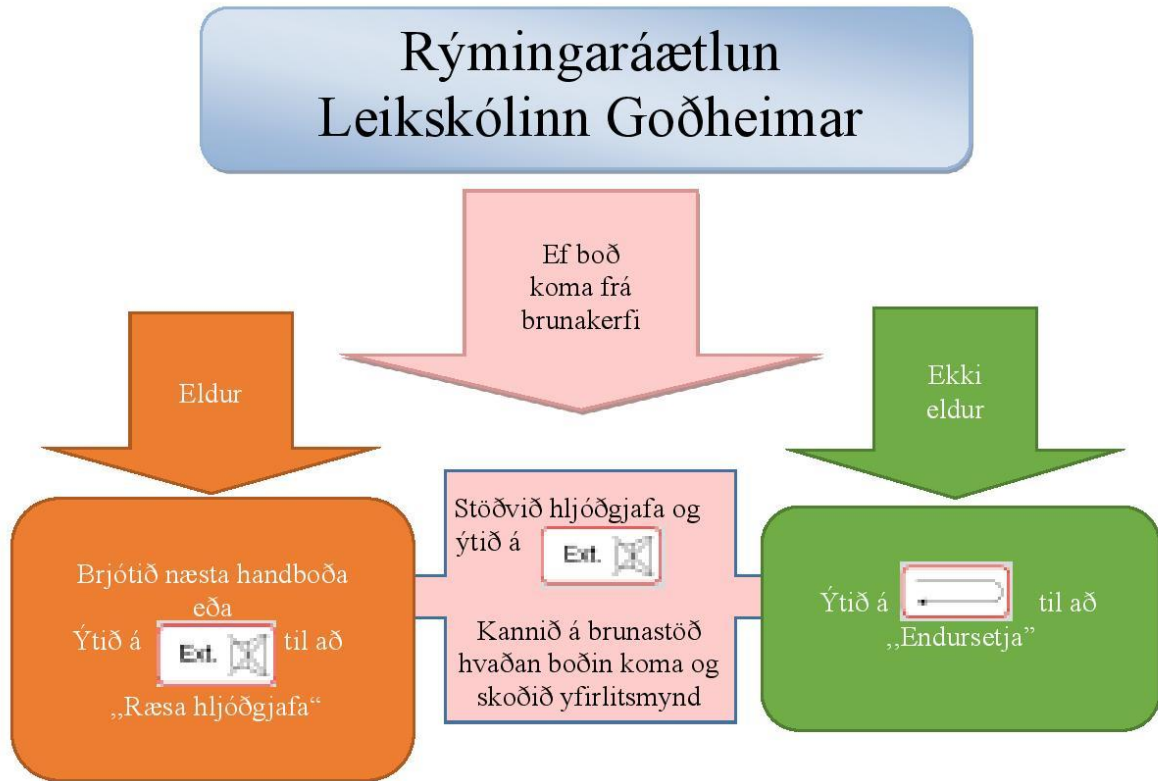 Rýmingaráætlun
Leikskólinn Goðheimar
Ef boð
koma frá
brunakerfi
Eldur
Ekki
eldur
Brjótið næsta handboða
eða
Ýtið á Ext. til að
,,Ræsa hljóðgjafa“
Stöðvið hljóðgjafa og
ýtið á Ext.
Kannið á brunastöð
hvaðan boðin koma og
skoðið yfirlitsmynd
Ýtið á til að
,,Endursetja”